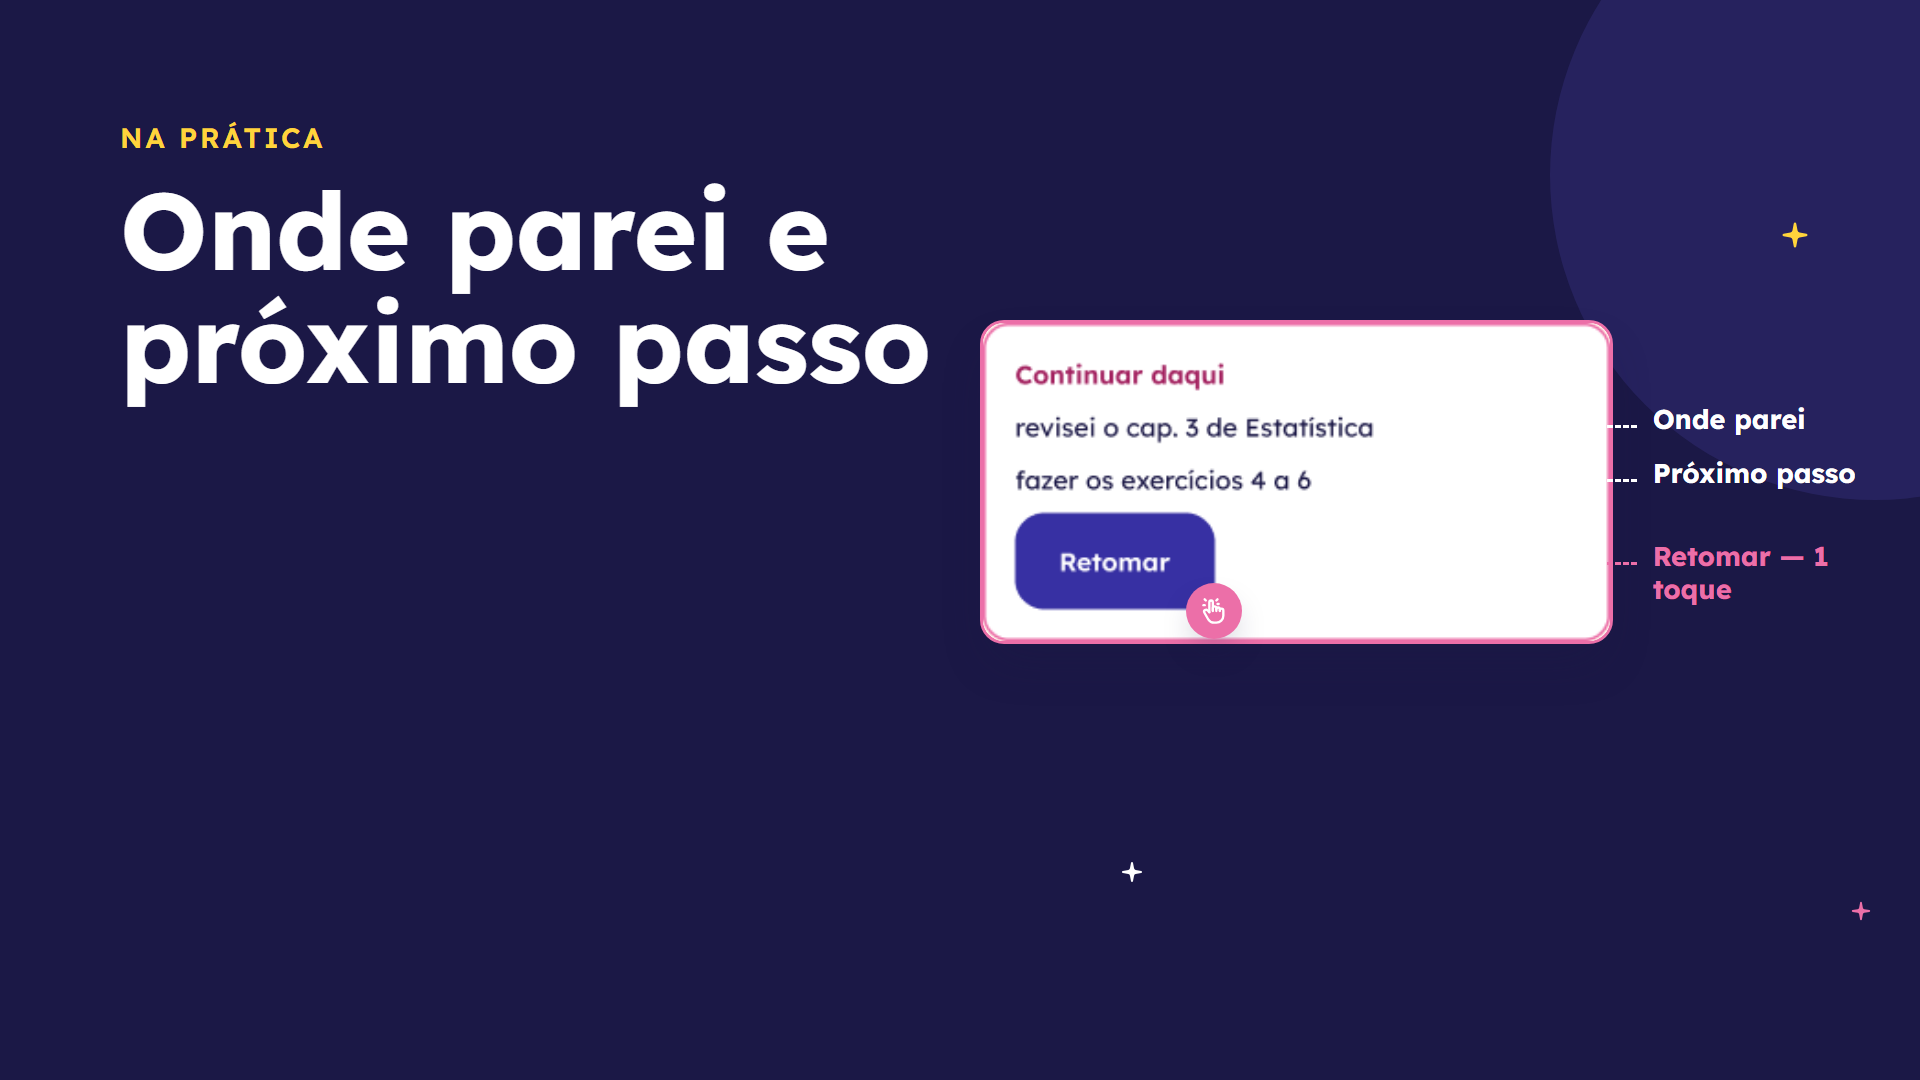 NA PRÁTICA
Onde parei e
próximo passo
Continuar daqui
revisei o cap. 3 de Estatística
fazer os exercícios 4 a 6
Retomar
Onde parei
Próximo passo
Retomar — 1
toque